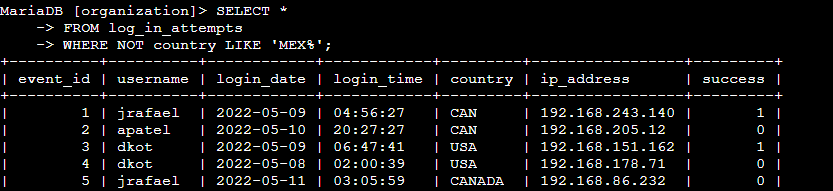 MariaDB [organization]> SELECT *
    -> FROM log_in_attempts
    -> WHERE NOT country LIKE 'MEX%';
+----------+----------+------------+------------+---------+-----------------+---------+
| event_id | username | login_date | login_time | country | ip_address      | success |
+----------+----------+------------+------------+---------+-----------------+---------+
|        1 | jrafael  | 2022-05-09 | 04:56:27   | CAN     | 192.168.243.140 |       1 |
|        2 | apatel   | 2022-05-10 | 20:27:27   | CAN     | 192.168.205.12  |       0 |
|        3 | dkot     | 2022-05-09 | 06:47:41   | USA     | 192.168.151.162 |       1 |
|        4 | dkot     | 2022-05-08 | 02:00:39   | USA     | 192.168.178.71  |       0 |
|        5 | jrafael  | 2022-05-11 | 03:05:59   | CANADA  | 192.168.86.232  |       0 |